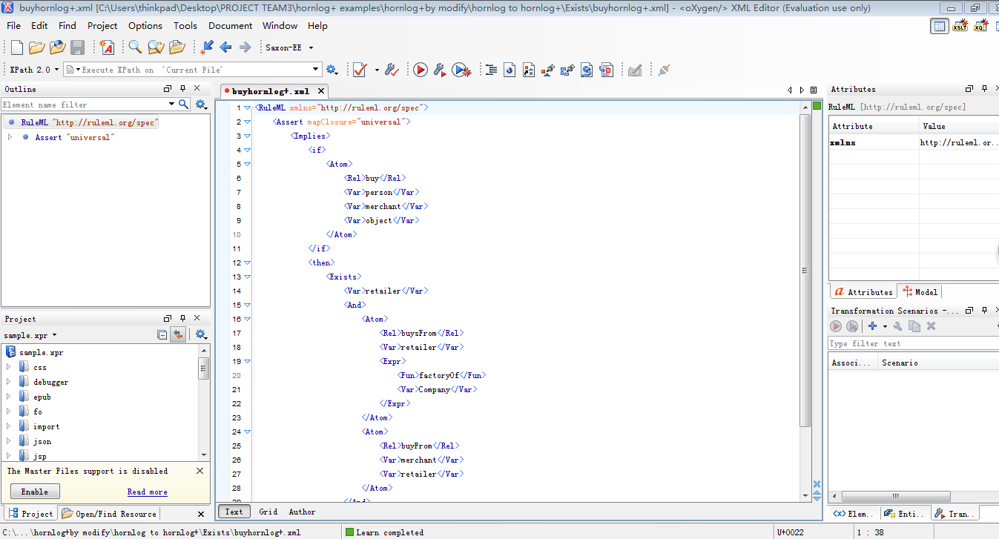 buyhornlog+.xml [C:\Users\thinkpad\Desktop\PROJECT TEAM3\hornlog+ examples\hornlog+by modify\hornlog to hornlog+\Exists\buyhornlog+.xml] - <oXygen/> XML Editor (Evaluation use only)
File Edit Find Project Options Tools Document Window Help
Saxon-EE
XPath 2.0 Execute XPath on 'Current File'
Outline
Element name filter
RuleML "http://ruleml.org/spec"
Assert "universal"
Project
sample.xpr
sample.xpr
css
debugger
epub
fo
import
json
jsp
The Master Files support is disabled
Enable Read more
Project Open/Find Resource
buyhornlog+.xml
1 <RuleML xmlns="http://ruleml.org/spec">
2 <Assert mapClosure="universal">
3 <Implies>
4 <if>
5 <Atom>
6 <Rel>buy</Rel>
7 <Var>person</Var>
8 <Var>merchant</Var>
9 <Var>object</Var>
10 </Atom>
11 </if>
12 <then>
13 <Exists>
14 <Var>retailer</Var>
15 <And>
16 <Atom>
17 <Rel>buysFrom</Rel>
18 <Var>retailer</Var>
19 <Expr>
20 <Fun>factoryOf</Fun>
21 <Var>Company</Var>
22 </Expr>
23 </Atom>
24 <Atom>
25 <Rel>buyFrom</Rel>
26 <Var>merchant</Var>
27 <Var>retailer</Var>
28 </Atom>
29 </And>
Text Grid Author
Attributes
RuleML [http://ruleml.org/spec]
Attribute Value
xmlns http://ruleml.or...
Attributes Model
Transformation Scenarios -...
Type filter text
Associ... Scenario
Elem.. Enti.. Tran..
C:\...\hornlog+by modify\hornlog to hornlog+\Exists\buyhornlog+.xml Learn completed U+0022 1 : 38